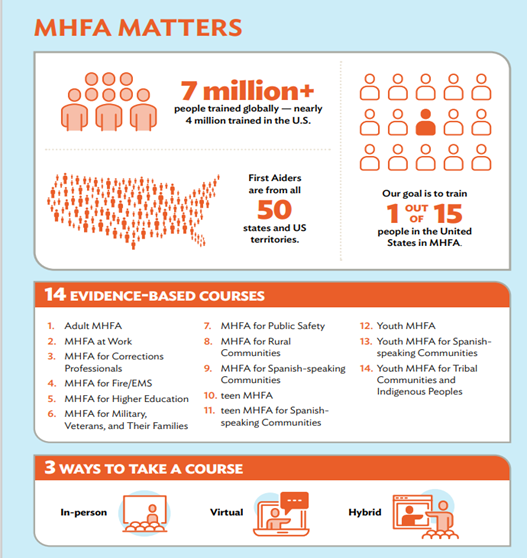 MHFA MATTERS
7 million+
people trained globally — nearly
4 million trained in the U.S.
First Aiders
are from all
50
states and US
territories.
Our goal is to train
1 OUT OF 15
people in the United
States in MHFA.
14 EVIDENCE-BASED COURSES
1. Adult MHFA
2. MHFA at Work
3. MHFA for Corrections
Professionals
4. MHFA for Fire/EMS
5. MHFA for Higher Education
6. MHFA for Military,
Veterans, and Their Families
7. MHFA for Public Safety
8. MHFA for Rural
Communities
9. MHFA for Spanish-speaking
Communities
10. teen MHFA
11. teen MHFA for Spanish-
speaking Communities
12. Youth MHFA
13. Youth MHFA for Spanish-
speaking Communities
14. Youth MHFA for Tribal
Communities and
Indigenous Peoples
3 WAYS TO TAKE A COURSE
In-person
Virtual
Hybrid